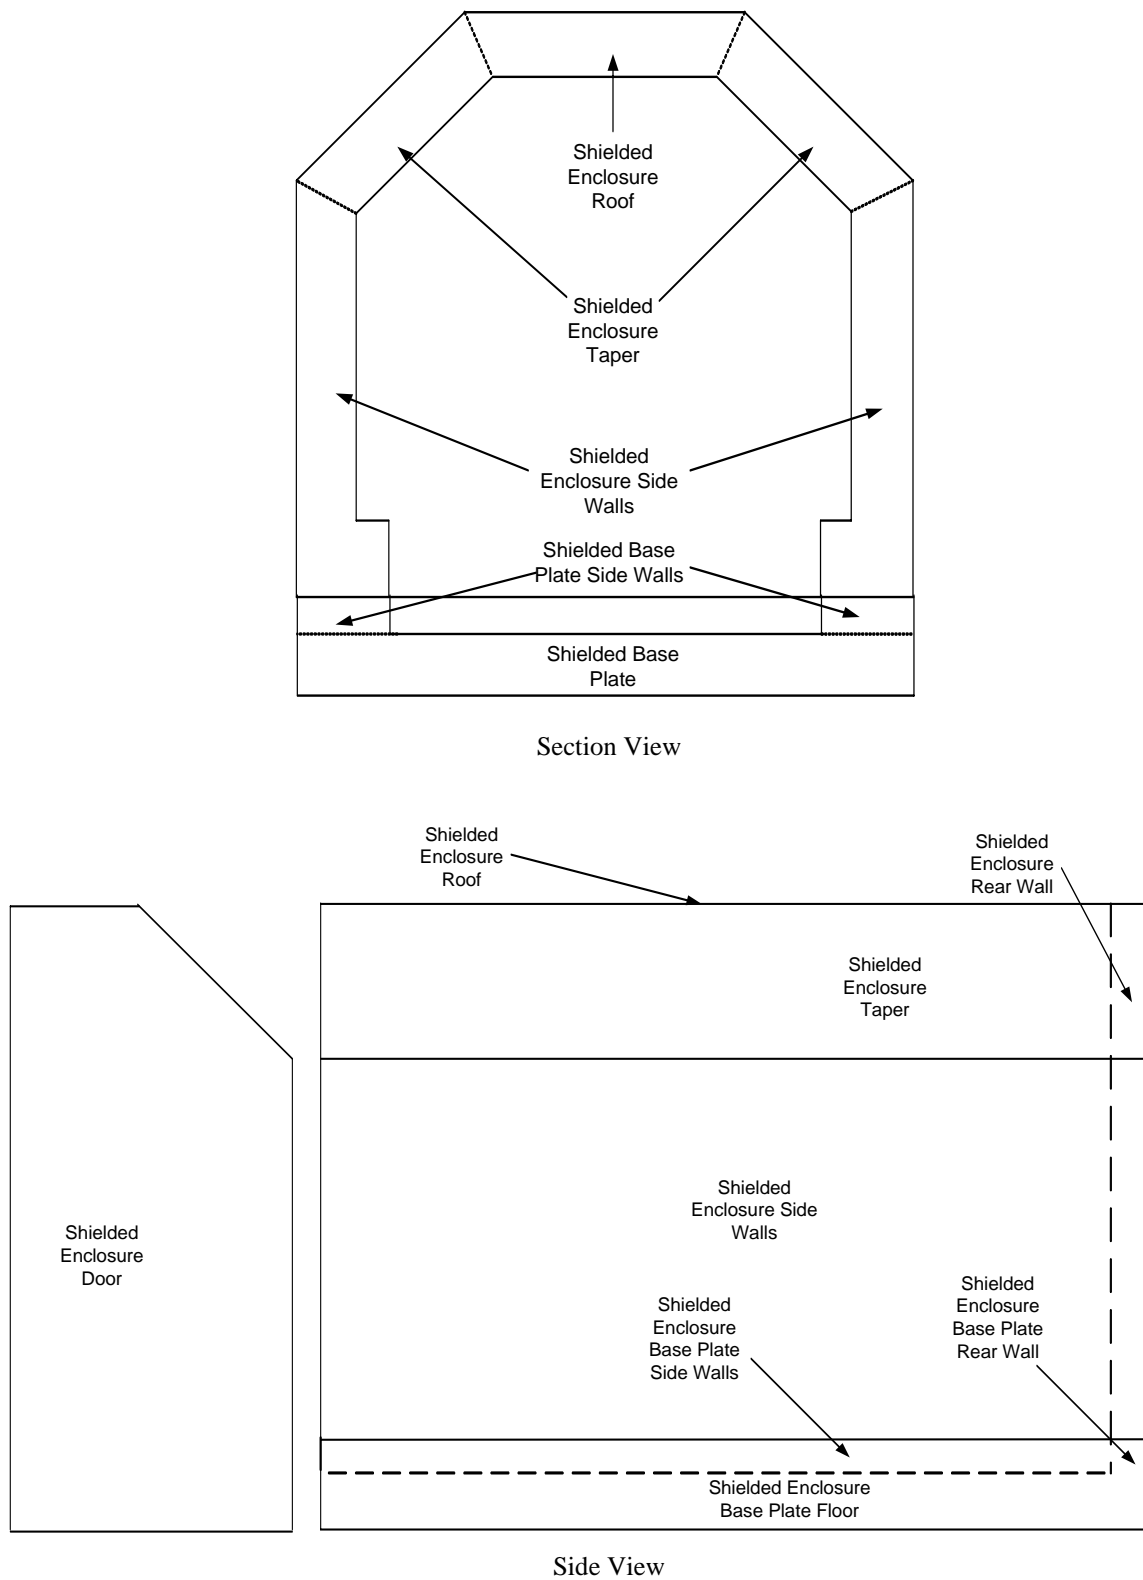 Shielded
Enclosure
Roof
Shielded
Enclosure
Taper
Shielded
Enclosure Side
Walls
Shielded Base
Plate Side Walls
Shielded Base
Plate
Section View
Shielded
Enclosure
Roof
Shielded
Enclosure
Rear Wall
Shielded
Enclosure
Taper
Shielded
Enclosure Side
Walls
Shielded
Enclosure
Door
Shielded
Enclosure
Base Plate
Side Walls
Shielded
Enclosure
Base Plate
Rear Wall
Shielded Enclosure
Base Plate Floor
Side View